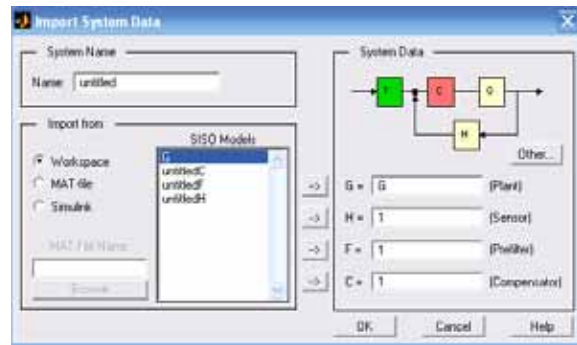 Import System Data
System Name
Name: untitled
Import from
Workspace
MAT file
Simulink
MAT File Name
Browse
SISO Models
G
untitledC
untitledF
untitledH
->
->
->
System Data
F
C
G
H
Other...
G = G (Plant)
H = 1 (Sensor)
F = 1 (Prefilter)
C = 1 (Compensator)
OK Cancel Help